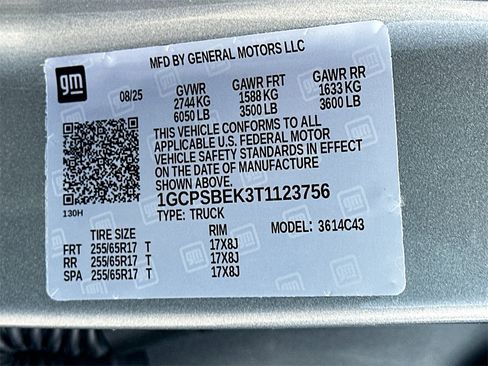 MFD BY GENERAL MOTORS LLC
gm
08/25 GVWR GAWR FRT GAWR RR
2744 KG 1588 KG 1633 KG
6050 LB 3500 LB 3600 LB
THIS VEHICLE CONFORMS TO ALL
APPLICABLE U.S. FEDERAL MOTOR
VEHICLE SAFETY STANDARDS IN EFFECT
ON THE DATE OF MANUFACTURE
SHOWN ABOVE.
1GCPSBEK3T1123756
130H
TYPE: TRUCK
TIRE SIZE RIM MODEL: 3614C43
FRT 255/65R17 T 17X8J
RR 255/65R17 T 17X8J
SPA 255/65R17 T 17X8J